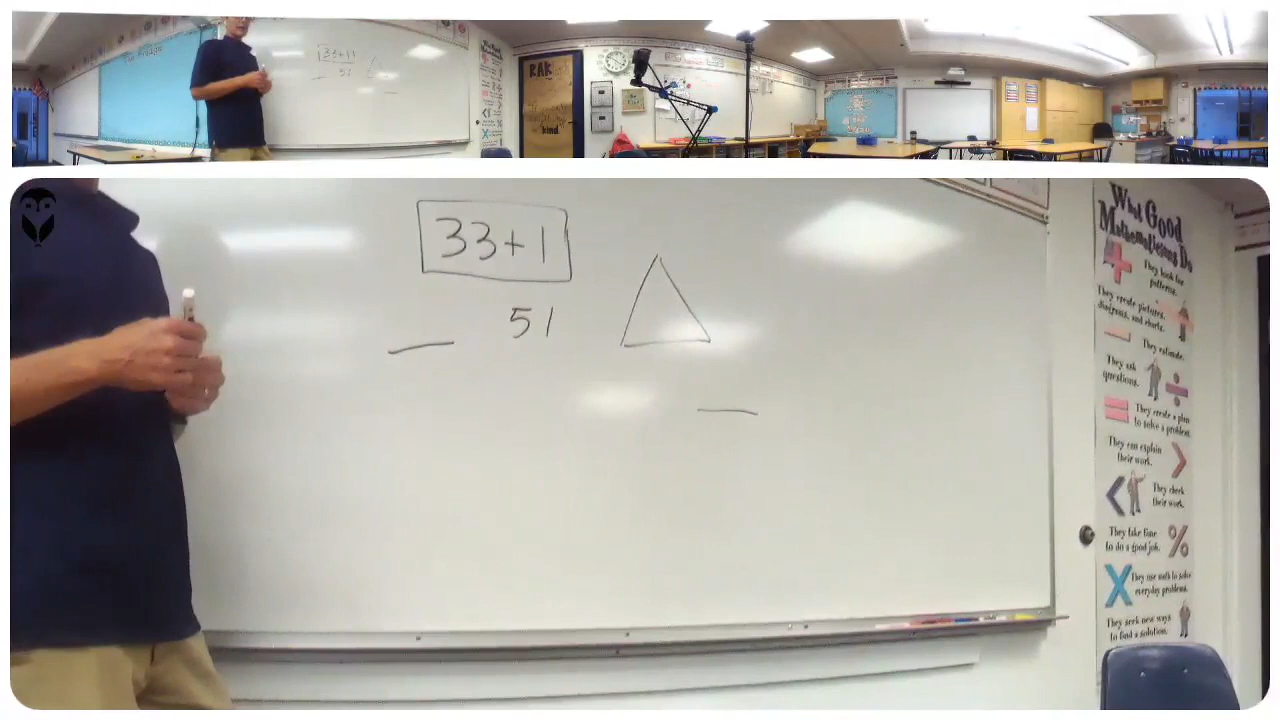 33+1
51
What Good
Mathematicians Do
They look for
patterns.
They create pictures,
diagrams, and charts.
They estimate.
They ask
questions.
They create a plan
to solve a problem.
They can explain
their work.
They check
their work.
They take time
to do a good job.
They use math to solve
everyday problems.
They seek new ways
to find a solution.
RAK
kind